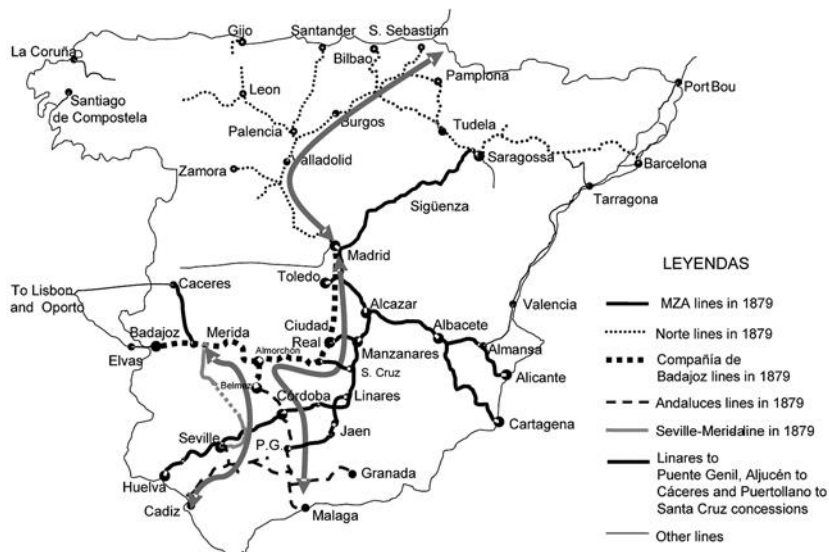 Gijo
Santander
S. Sebastian
La Coruña
Bilbao
Santiago
de Compostela
Leon
Pamplona
Port Bou
Palencia
Burgos
Tudela
Zamora
alladolid
Saragossa
Barcelona
Tarragona
Sigüenza
Madrid
To Lisbon
and Oporto
Caceres
Toledo
Alcazar
Valencia
Badajoz
Merida
Ciudad
Real
Albacete
Almansa
Elvas
Almorchón
Manzanares
S. Cruz
Alicante
Belmez
Córdoba
Linares
Cartagena
Seville
P.G.
Jaen
Huelva
Granada
Cadiz
Malaga
LEYENDAS
MZA lines in 1879
Norte lines in 1879
Compañía de
Badajoz lines in 1879
Andaluces lines in 1879
Seville-Meridaline in 1879
Linares to
Puente Genil, Aljucén to
Cáceres and Puertollano to
Santa Cruz concessions
Other lines